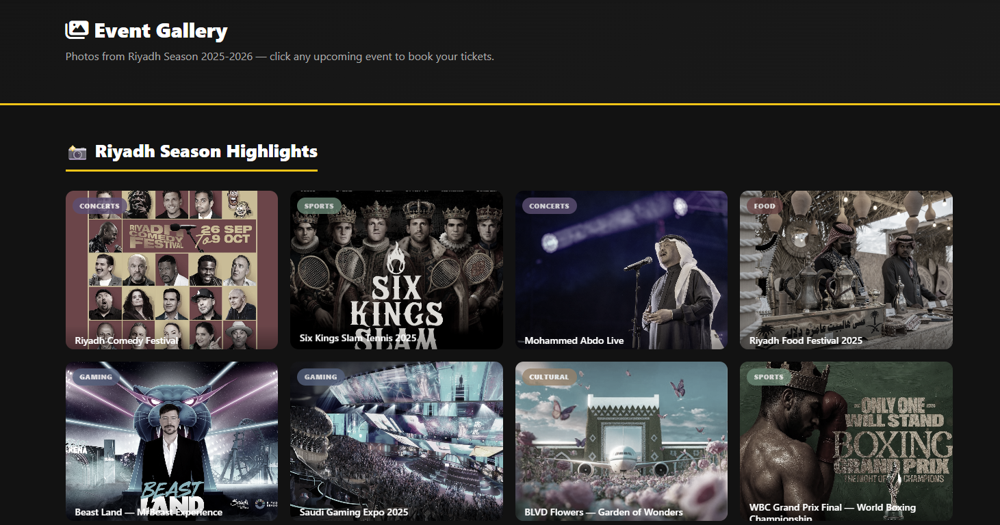 Event Gallery
Photos from Riyadh Season 2025-2026 — click any upcoming event to book your tickets.
Riyadh Season Highlights
CONCERTS
RIYADH
COMEDY
FESTIVAL
26 SEP
To 9 OCT
Riyadh Comedy Festival
SPORTS
SIX
KINGS
SLAM
Six Kings Slam Tennis 2025
CONCERTS
Mohammed Abdo Live
FOOD
Riyadh Food Festival 2025
GAMING
ARENA
BEAST
LAND
Saudi
Beast Land — MrBeast Experience
GAMING
Saudi Gaming Expo 2025
CULTURAL
BLVD Flowers — Garden of Wonders
SPORTS
ONLY ONE
2026
WILL STAND
BOXING
GRAND PRIX
THE NIGHT OF CHAMPIONS
WBC Grand Prix Final — World Boxing
Championship